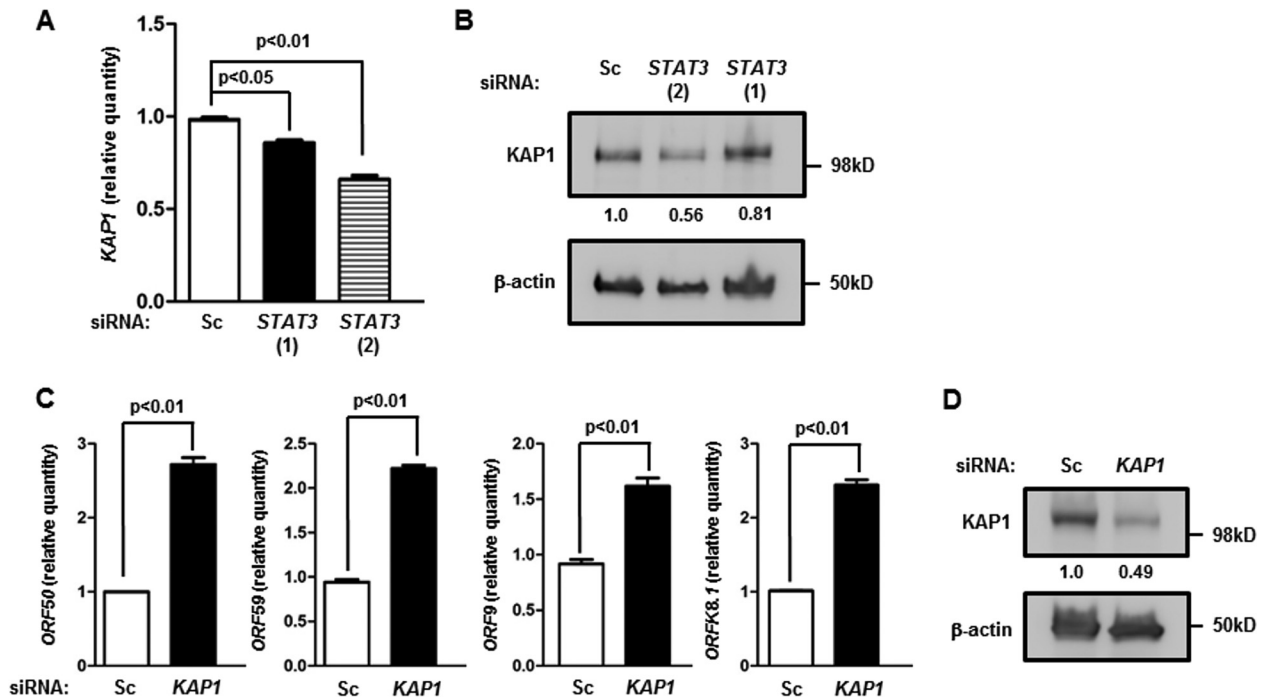 A
KAP1 (relative quantity)
1.5
1.0
0.5
0.0
p<0.01
p<0.05
siRNA: Sc STAT3 (1) STAT3 (2)
B
siRNA: Sc STAT3 (2) STAT3 (1)
KAP1 98kD
1.0 0.56 0.81
β-actin 50kD
C
ORF50 (relative quantity)
3
2
1
0
p<0.01
siRNA: Sc KAP1
ORF59 (relative quantity)
2.5
2.0
1.5
1.0
0.5
0.0
p<0.01
Sc KAP1
ORF9 (relative quantity)
2.0
1.5
1.0
0.5
0.0
p<0.01
Sc KAP1
ORFK8.1 (relative quantity)
3
2
1
0
p<0.01
Sc KAP1
D
siRNA: Sc KAP1
KAP1 98kD
1.0 0.49
β-actin 50kD